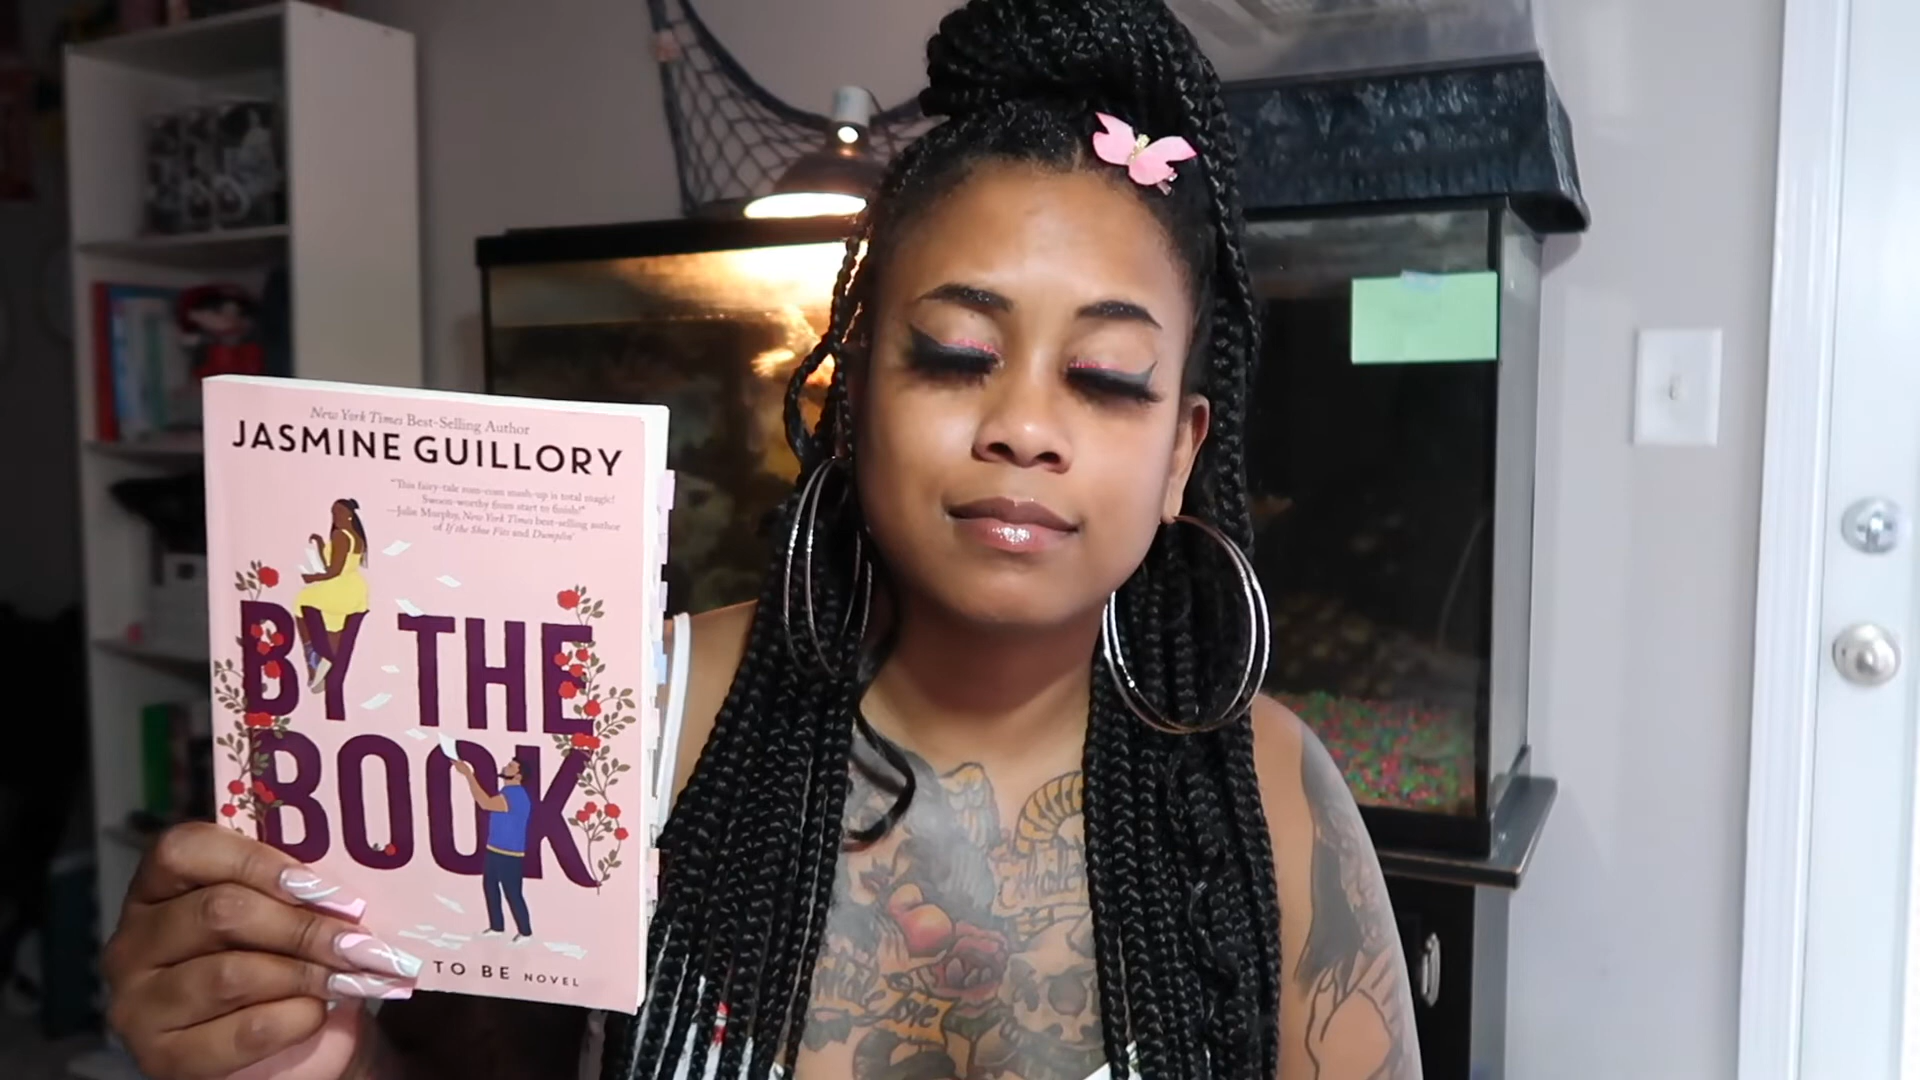 New York Times Best-Selling Author
JASMINE GUILLORY
"This fairy-tale rom-com mash-up is total magic!
Swoon-worthy from start to finish!"
—Julie Murphy, New York Times best-selling author
of If the Shoe Fits and Dumplin'
BY THE
BOOK
TO BE NOVEL
Love